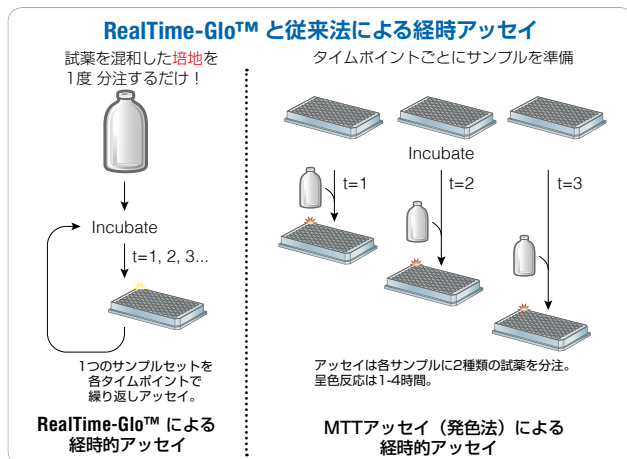 RealTime-Glo™ と従来法による経時アッセイ
試薬を混和した培地を
1度 分注するだけ！
Incubate
t=1, 2, 3...
1つのサンプルセットを
各タイムポイントで
繰り返しアッセイ。
RealTime-Glo™ による
経時的アッセイ
タイムポイントごとにサンプルを準備
Incubate
t=1
t=2
t=3
アッセイは各サンプルに2種類の試薬を分注。
呈色反応は1-4時間。
MTTアッセイ（発色法）による
経時的アッセイ